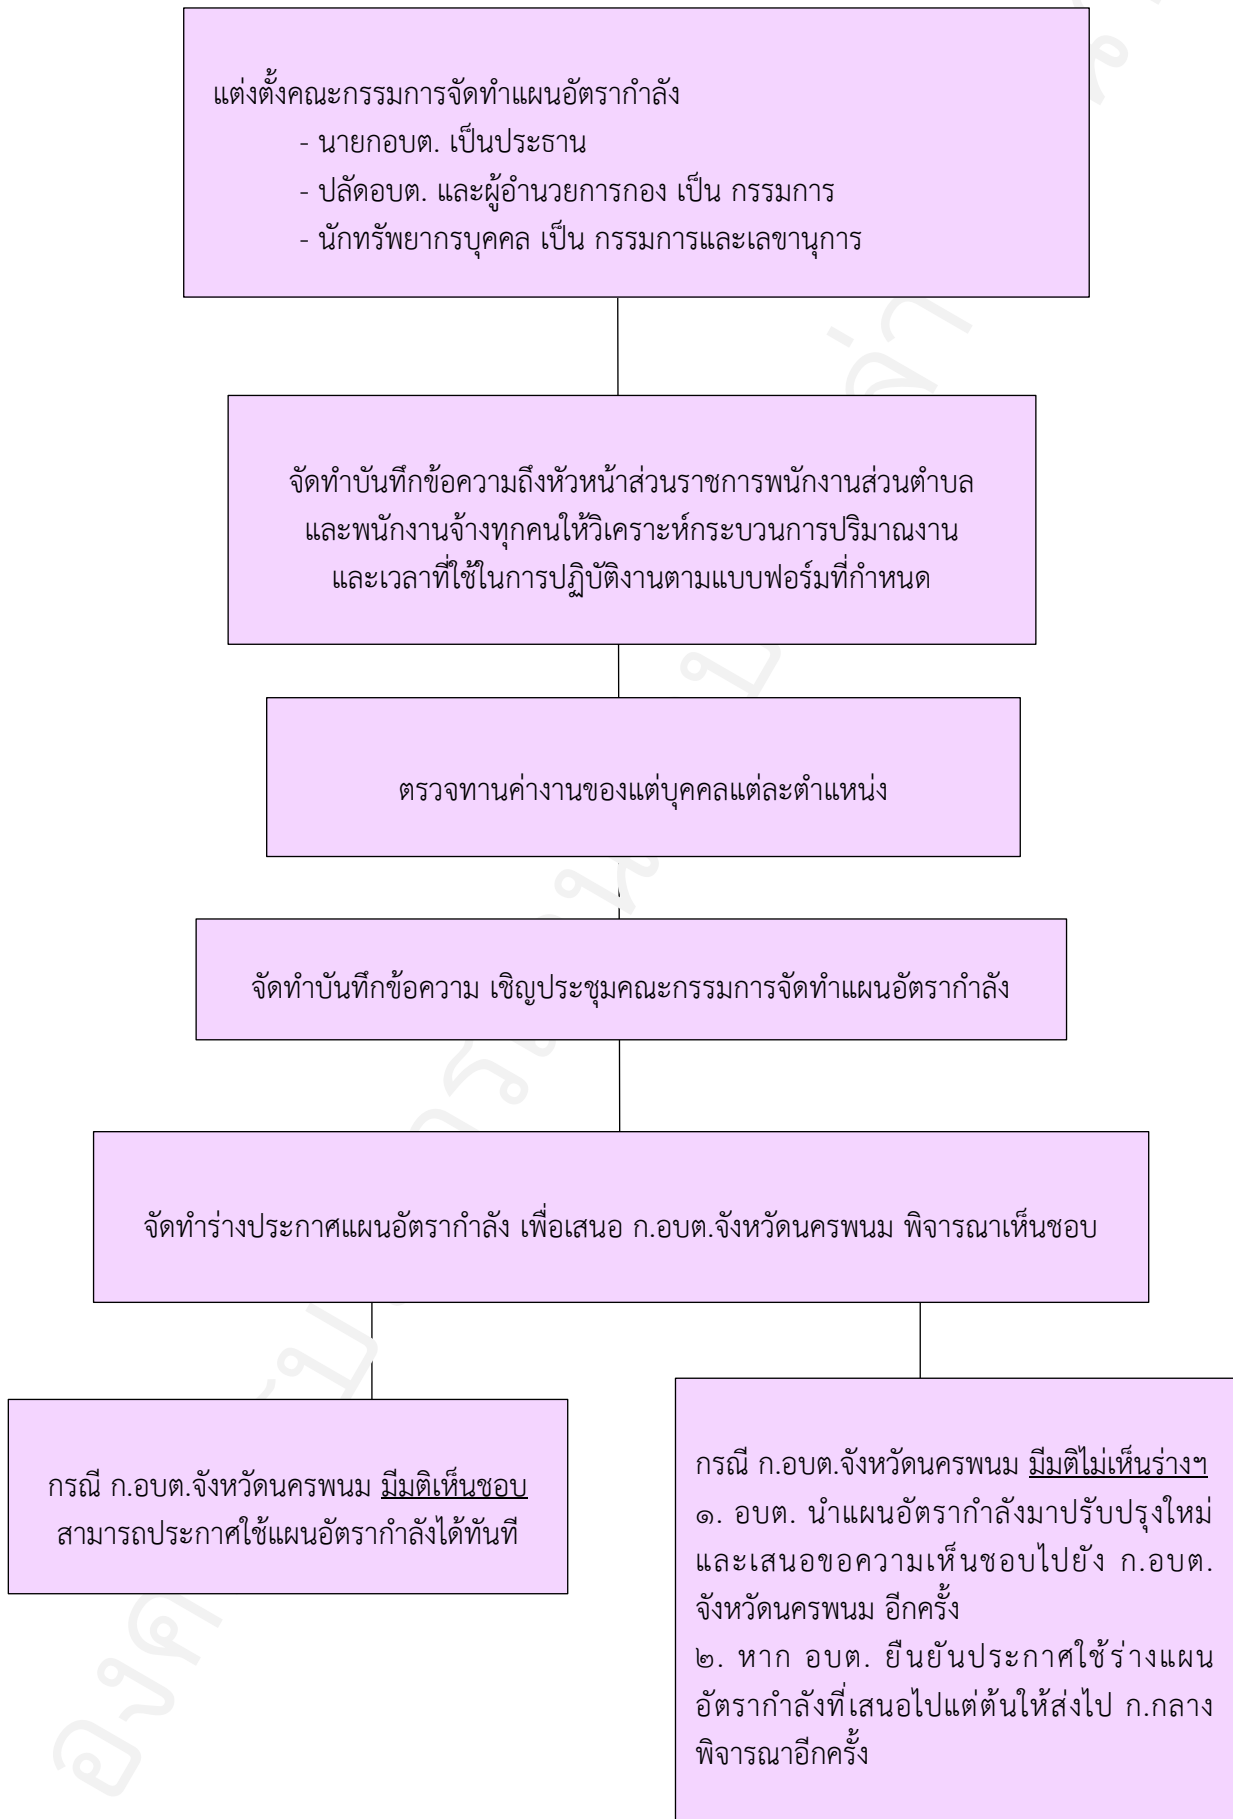 แต่งตั้งคณะกรรมการจัดทำแผนอัตรากำลัง
- นายกอบต. เป็นประธาน
- ปลัดอบต. และผู้อำนวยการกอง เป็น กรรมการ
- นักทรัพยากรบุคคล เป็น กรรมการและเลขานุการ
จัดทำบันทึกข้อความถึงหัวหน้าส่วนราชการพนักงานส่วนตำบล
และพนักงานจ้างทุกคนให้วิเคราะห์กระบวนการปริมาณงาน
และเวลาที่ใช้ในการปฏิบัติงานตามแบบฟอร์มที่กำหนด
ตรวจทานค่างานของแต่บุคคลแต่ละตำแหน่ง
จัดทำบันทึกข้อความ เชิญประชุมคณะกรรมการจัดทำแผนอัตรากำลัง
จัดทำร่างประกาศแผนอัตรากำลัง เพื่อเสนอ ก.อบต.จังหวัดนครพนม พิจารณาเห็นชอบ
กรณี ก.อบต.จังหวัดนครพนม มีมติเห็นชอบ
สามารถประกาศใช้แผนอัตรากำลังได้ทันที
กรณี ก.อบต.จังหวัดนครพนม มีมติไม่เห็นร่างฯ
๑. อบต. นำแผนอัตรากำลังมาปรับปรุงใหม่
และเสนอขอความเห็นชอบไปยัง ก.อบต.
จังหวัดนครพนม อีกครั้ง
๒. หาก อบต. ยืนยันประกาศใช้ร่างแผน
อัตรากำลังที่เสนอไปแต่ต้นให้ส่งไป ก.กลาง
พิจารณาอีกครั้ง